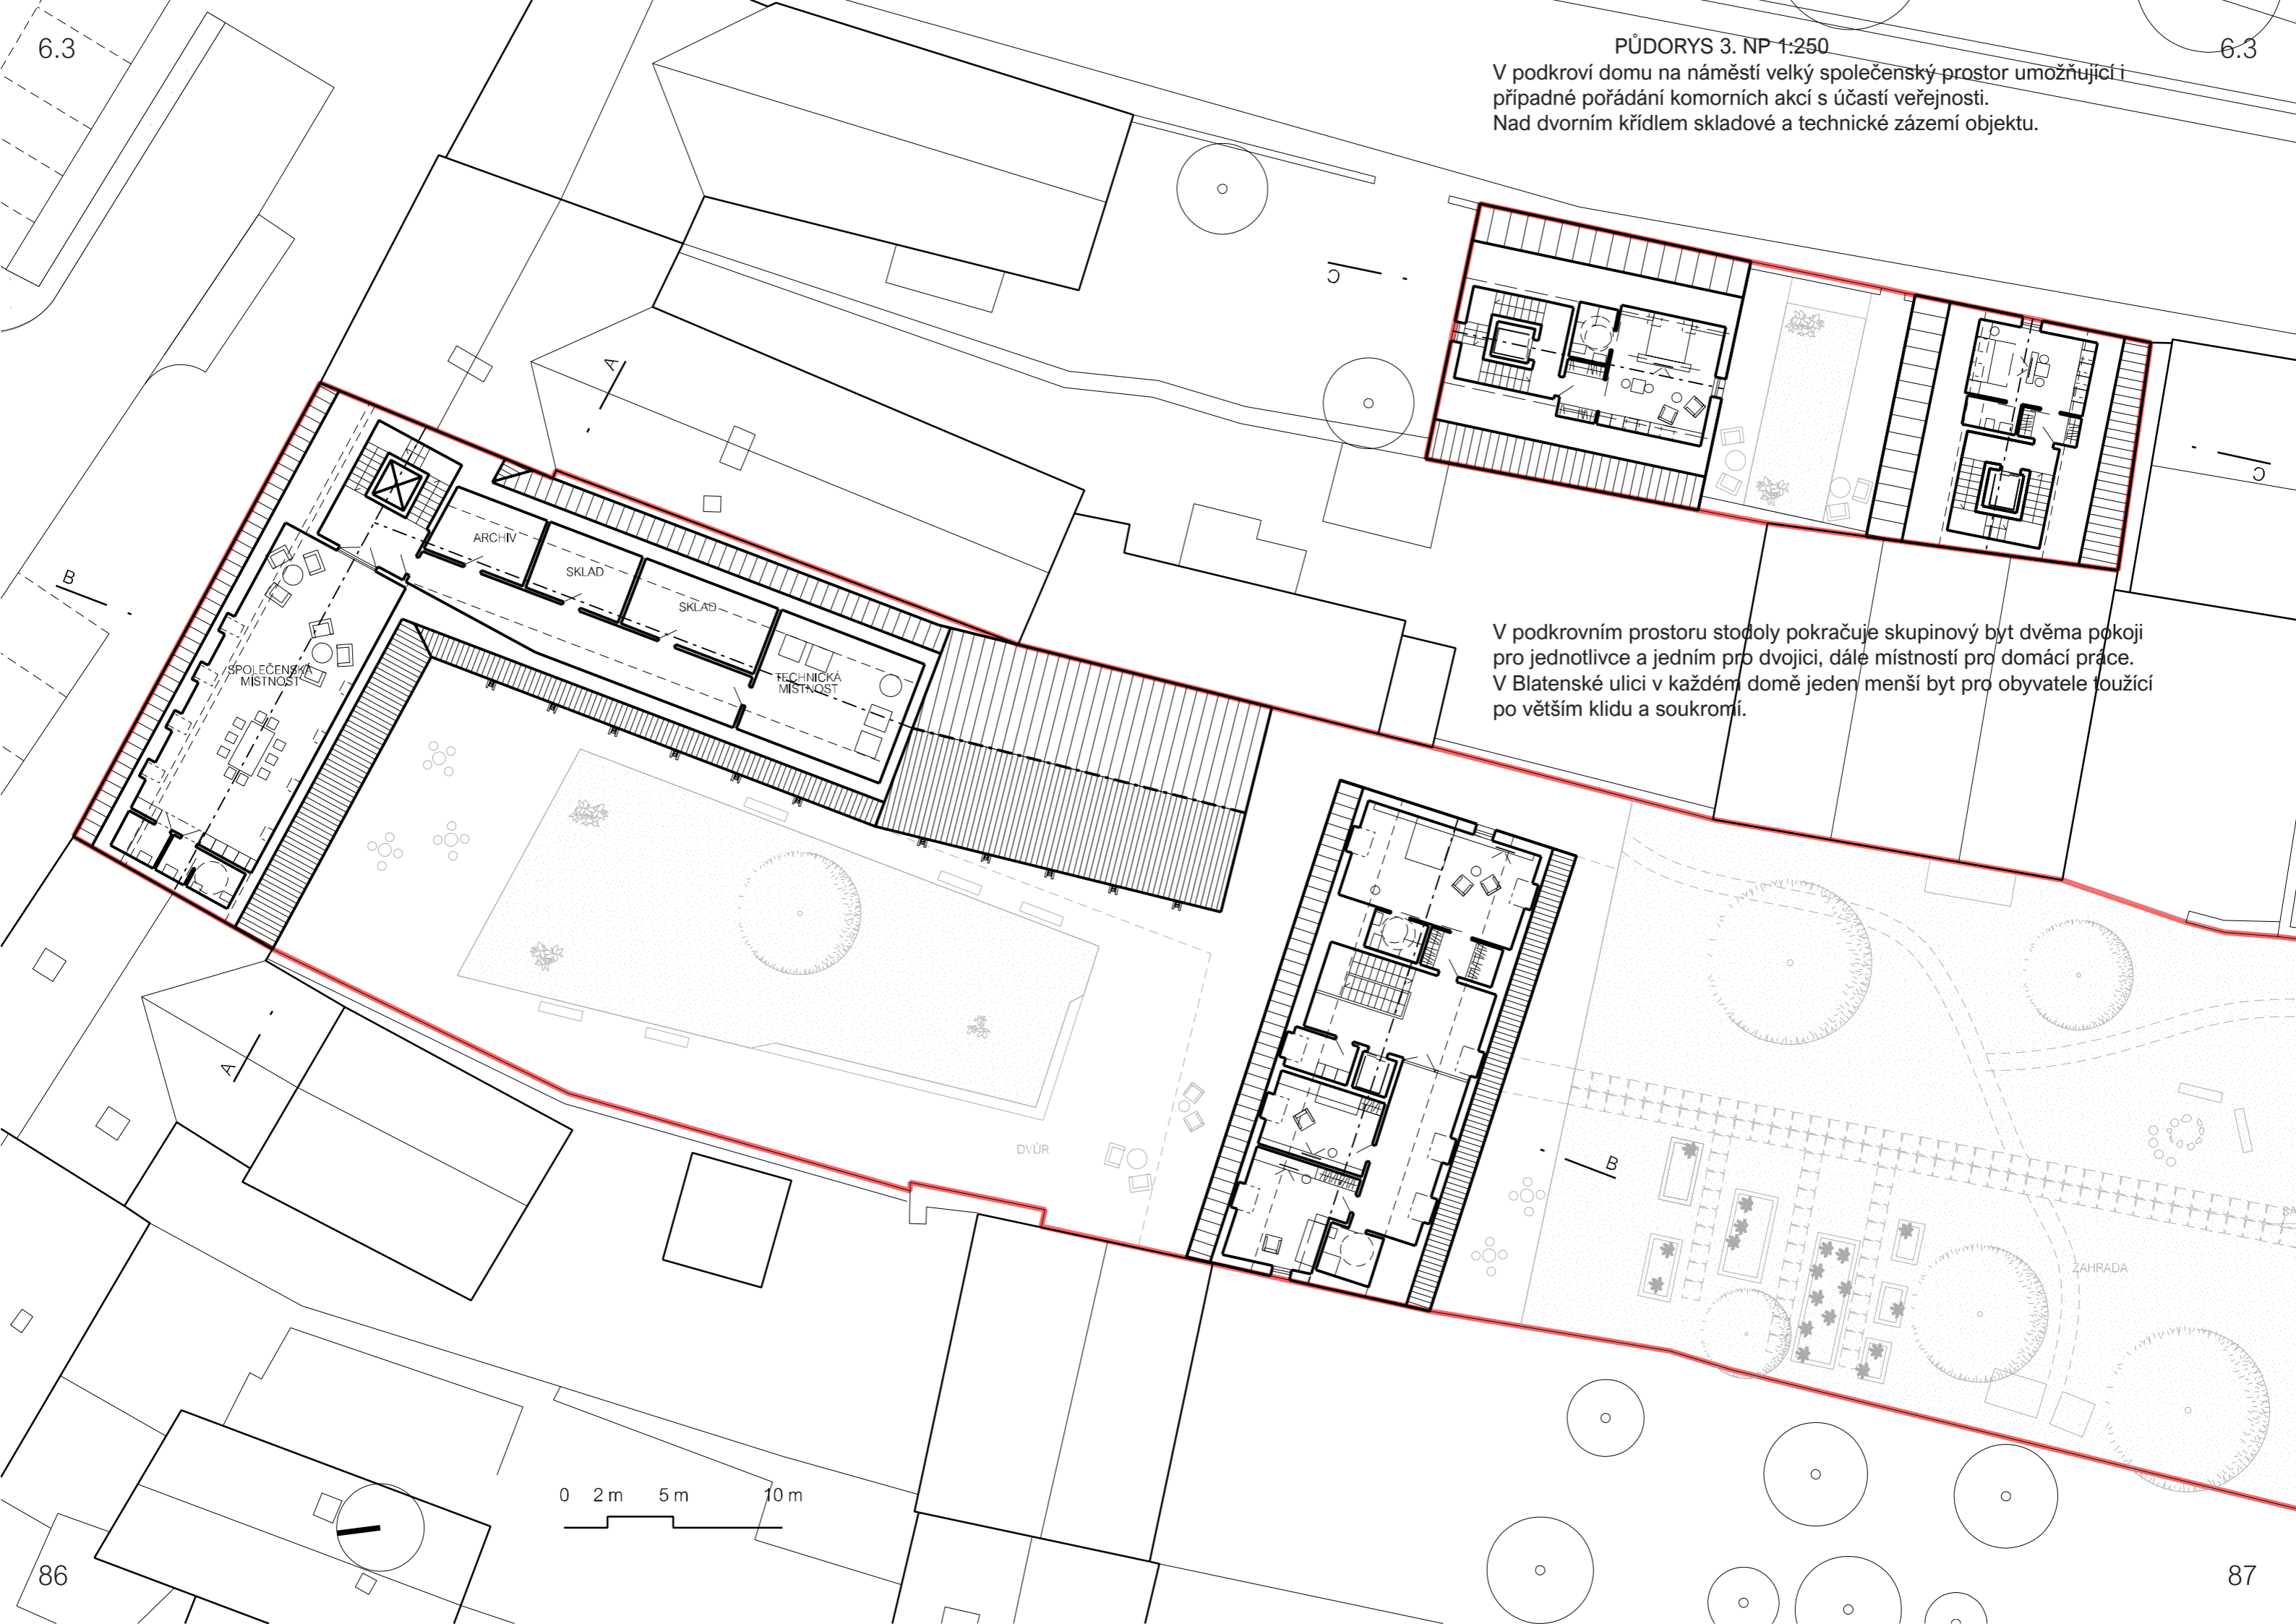 6.3
PŮDORYS 3. NP 1:250
6.3
V podkroví domu na náměstí velký společenský prostor umožňující i
případné pořádání komorních akcí s účastí veřejnosti.
Nad dvorním křídlem skladové a technické zázemí objektu.
C
A
C
ARCHIV
SKLAD
B
SKLAD
V podkrovním prostoru stodoly pokračuje skupinový byt dvěma pokoji
pro jednotlivce a jedním pro dvojici, dále místností pro domácí práce.
V Blatenské ulici v každém domě jeden menší byt pro obyvatele toužící
po větším klidu a soukromí.
SPOLEČENSKÁ
MÍSTNOST
TECHNICKÁ
MÍSTNOST
A
DVŮR
B
ZAHRADA
0 2 m 5 m 10 m
86
87